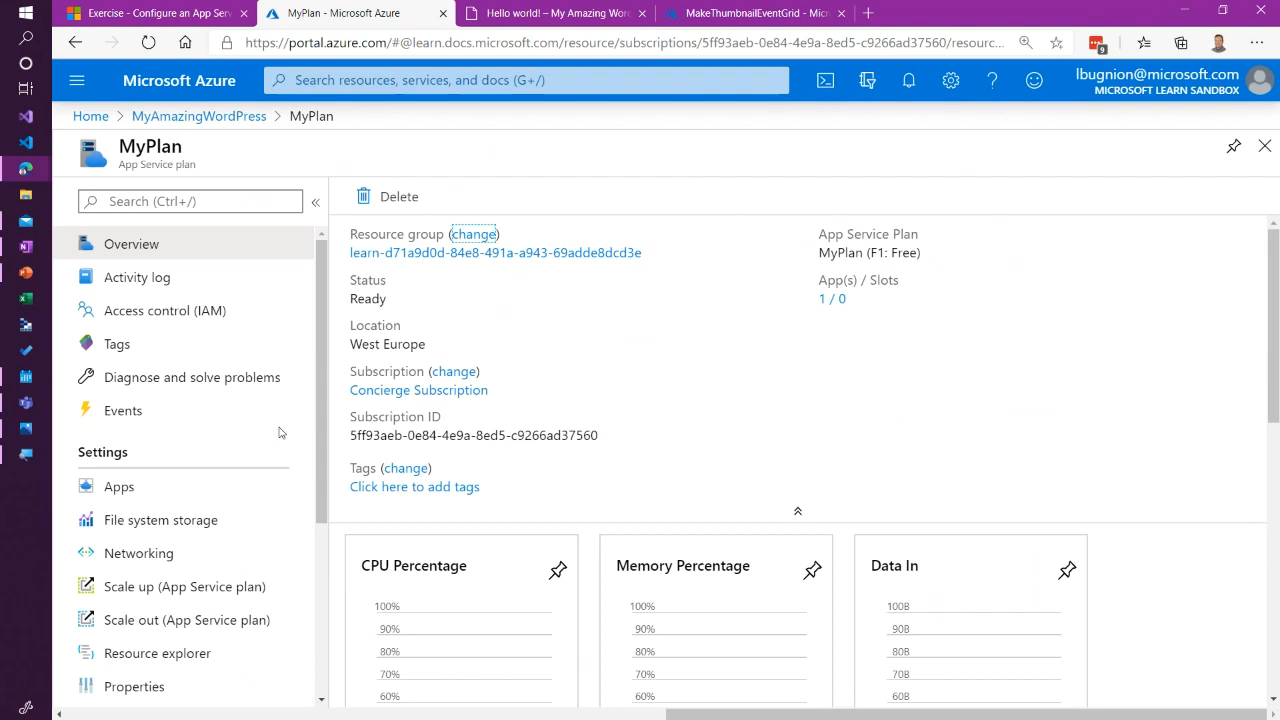 Exercise - Configure an App Serv
MyPlan - Microsoft Azure
Hello world! – My Amazing Wor
MakeThumbnailEventGrid - Micr
https://portal.azure.com/#@learn.docs.microsoft.com/resource/subscriptions/5ff93aeb-0e84-4e9a-8ed5-c9266ad37560/resourc...
9
Microsoft Azure
Search resources, services, and docs (G+/)
lbugnion@microsoft.com
MICROSOFT LEARN SANDBOX
Home > MyAmazingWordPress > MyPlan
MyPlan
App Service plan
Search (Ctrl+/)
«
Overview
Activity log
Access control (IAM)
Tags
Diagnose and solve problems
Events
Settings
Apps
File system storage
Networking
Scale up (App Service plan)
Scale out (App Service plan)
Resource explorer
Properties
Delete
Resource group (change)
learn-d71a9d0d-84e8-491a-a943-69adde8dcd3e
Status
Ready
Location
West Europe
Subscription (change)
Concierge Subscription
Subscription ID
5ff93aeb-0e84-4e9a-8ed5-c9266ad37560
Tags (change)
Click here to add tags
App Service Plan
MyPlan (F1: Free)
App(s) / Slots
1 / 0
CPU Percentage
100%
90%
80%
70%
60%
Memory Percentage
100%
90%
80%
70%
60%
Data In
100B
90B
80B
70B
60B